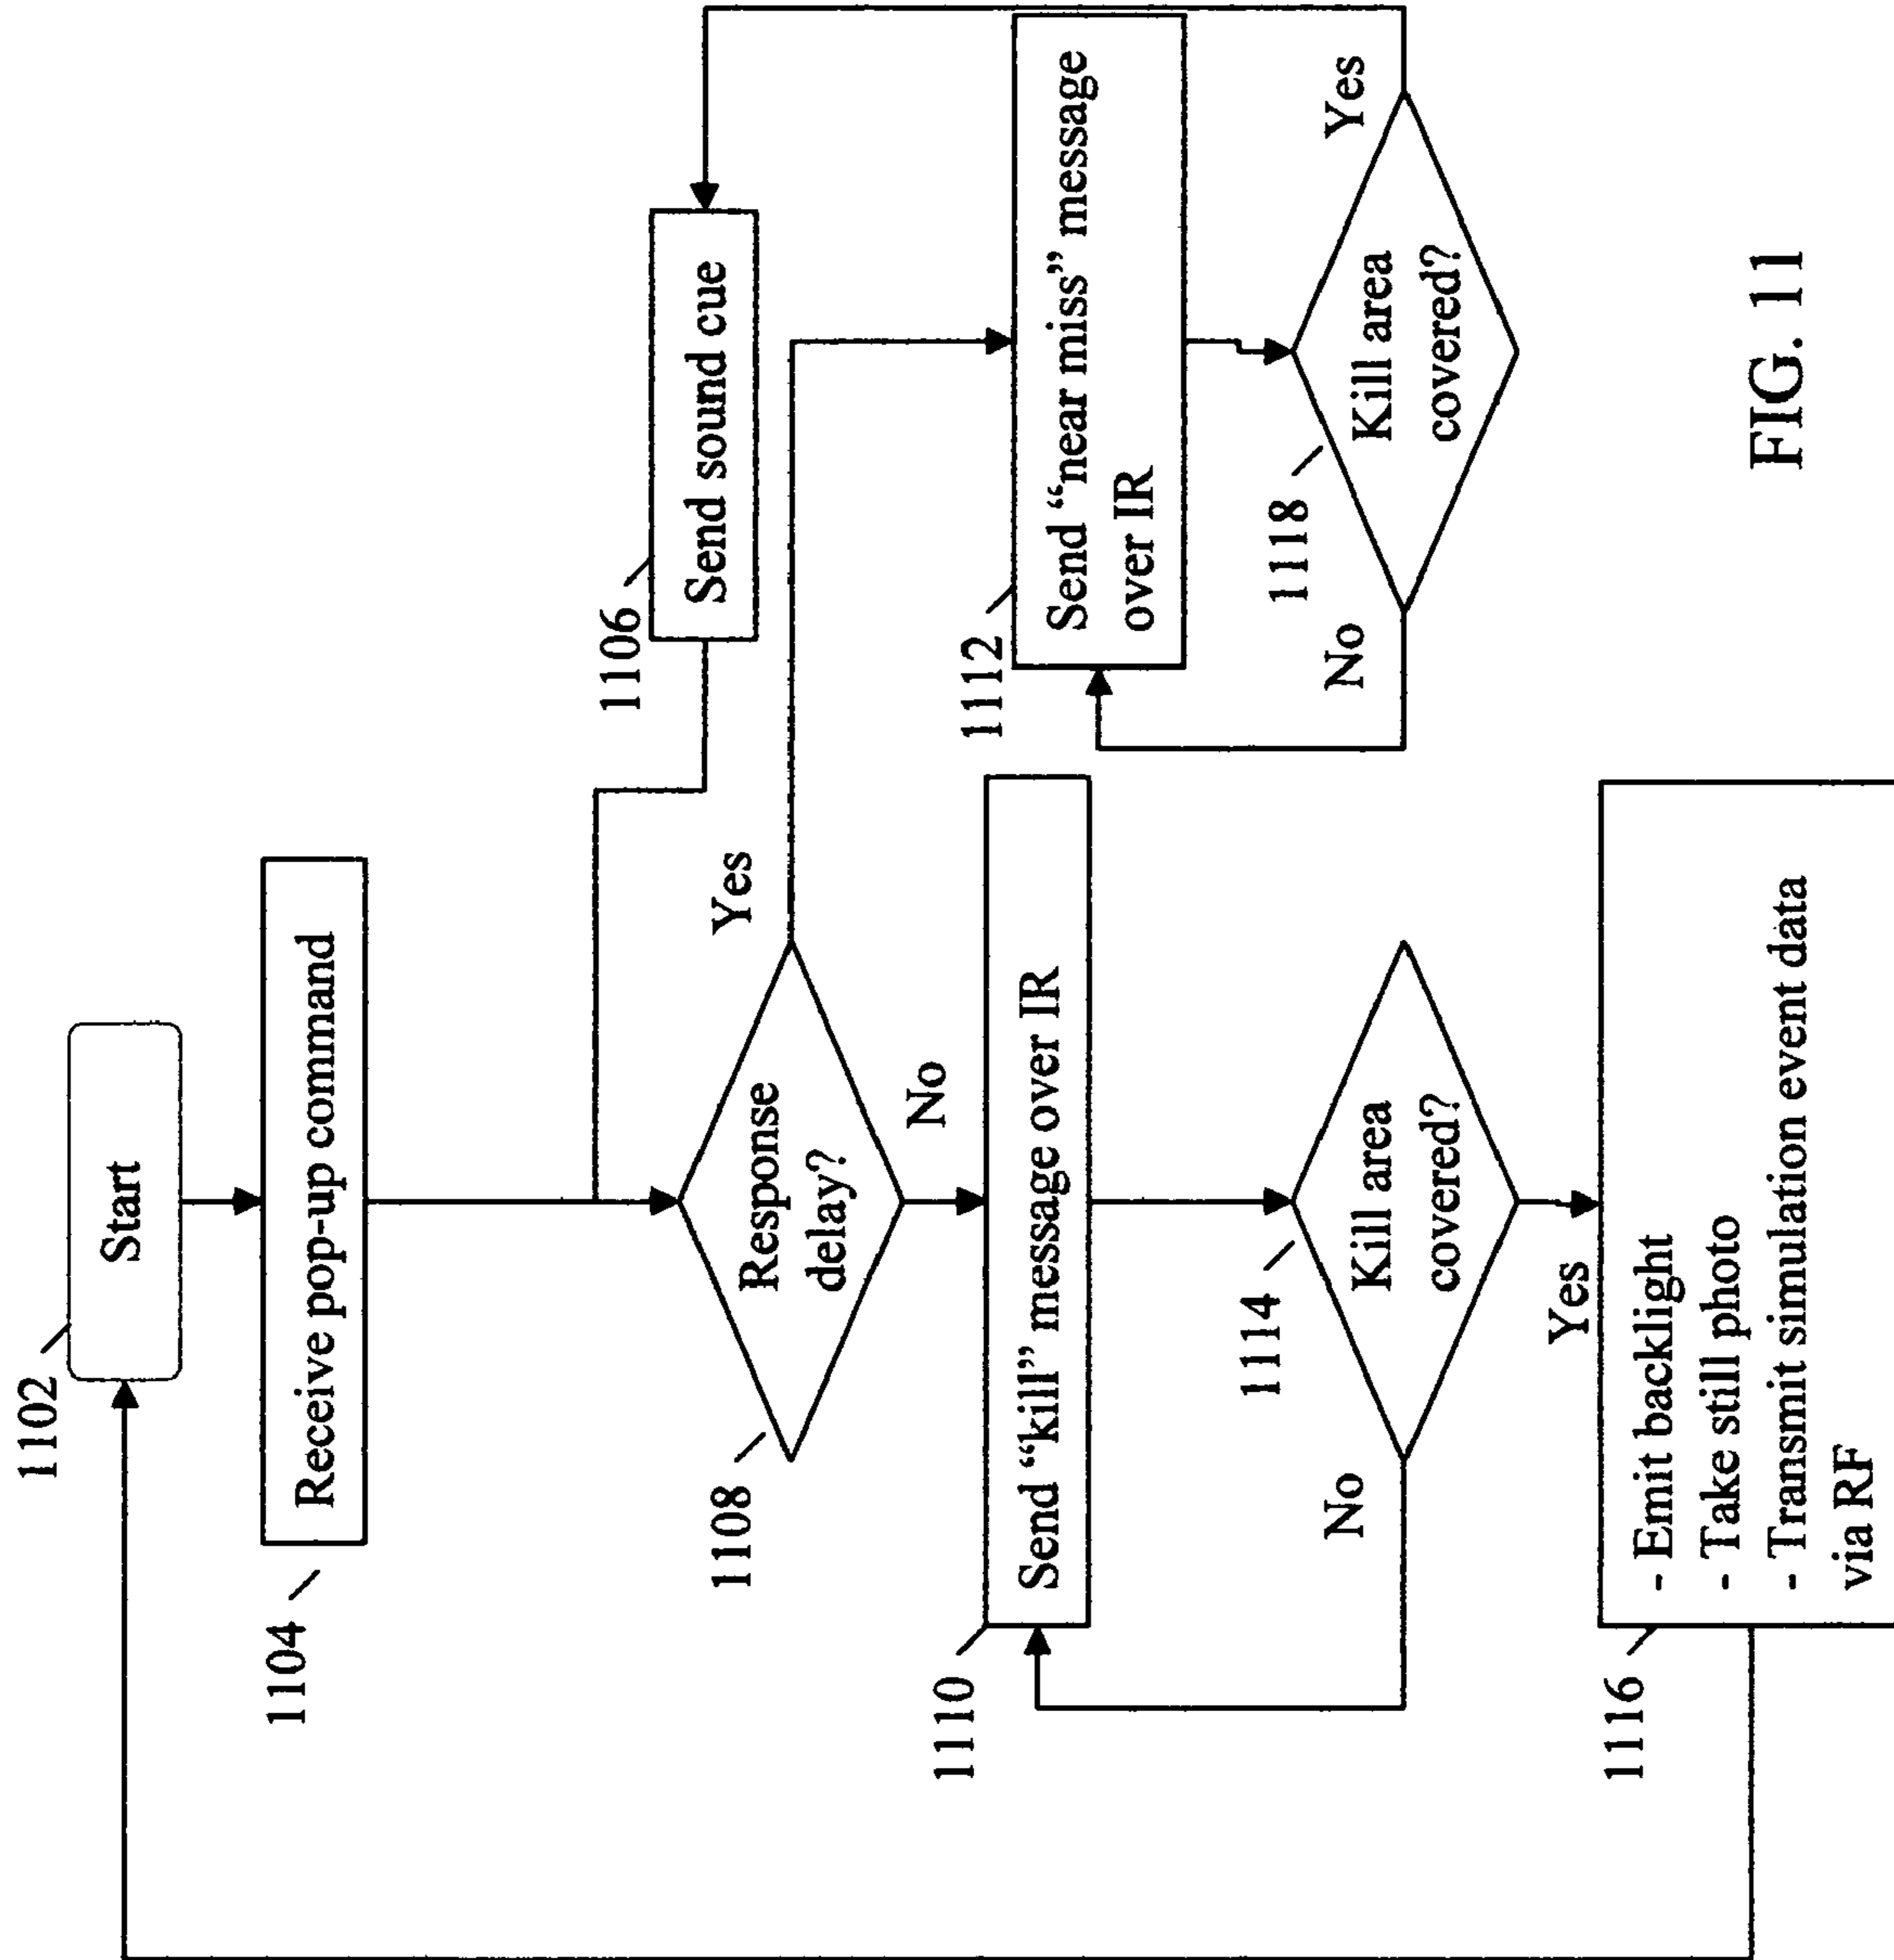 1102
Start
1104
Receive pop-up command
1106
Send sound cue
1108
Response
delay?
Yes
No
1110
Send “kill” message over IR
1112
Send “near miss” message
over IR
1114
Kill area
covered?
No
Yes
1118
Kill area
covered?
No
Yes
1116
- Emit backlight
- Take still photo
- Transmit simulation event data
via RF
FIG. 11